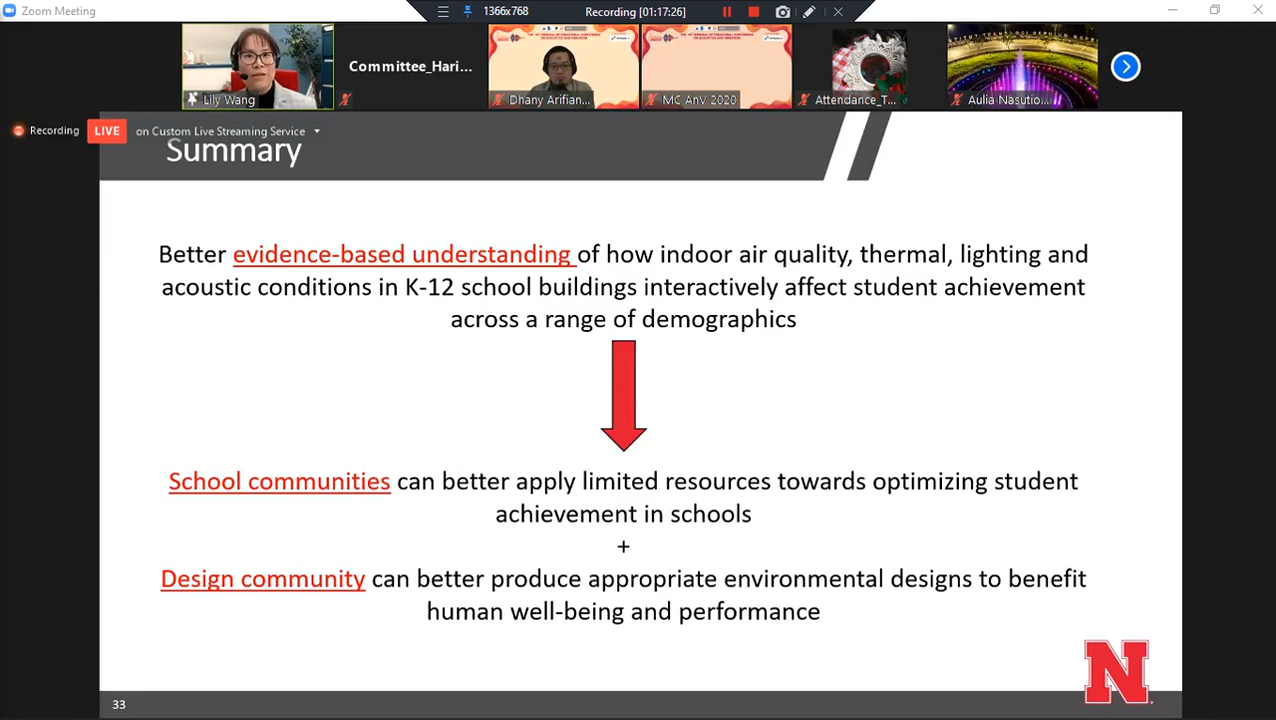 Zoom Meeting
1366x768
Recording [01:17:26]
Lily Wang
Committee_Hari...
Dhany Arifian...
MC AnV 2020
Attendance_T...
Aulia Nasutio...
Recording
LIVE
on Custom Live Streaming Service
Summary
Better evidence-based understanding of how indoor air quality, thermal, lighting and
acoustic conditions in K-12 school buildings interactively affect student achievement
across a range of demographics
School communities can better apply limited resources towards optimizing student
achievement in schools
+
Design community can better produce appropriate environmental designs to benefit
human well-being and performance
N
33